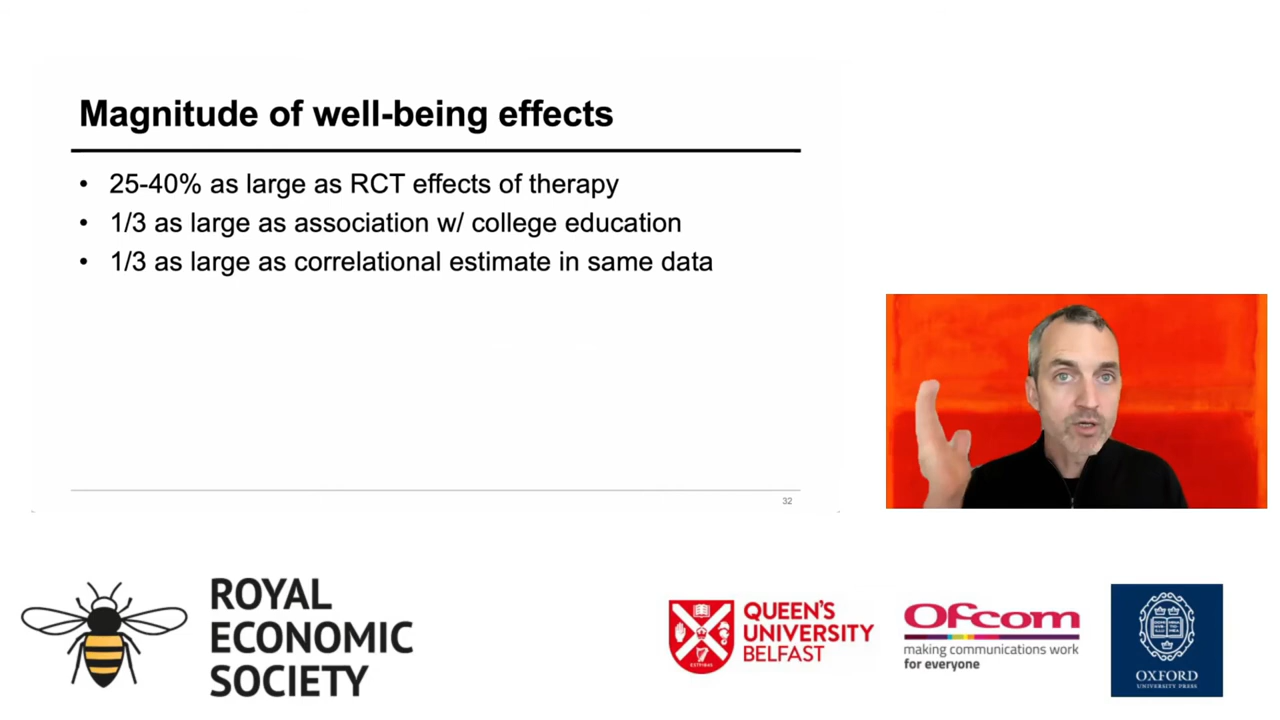 Magnitude of well-being effects
• 25-40% as large as RCT effects of therapy
• 1/3 as large as association w/ college education
• 1/3 as large as correlational estimate in same data
32
ROYAL
ECONOMIC
SOCIETY
QUEEN'S
UNIVERSITY
BELFAST
ESTD1845
Ofcom
making communications work
for everyone
OXFORD
UNIVERSITY PRESS